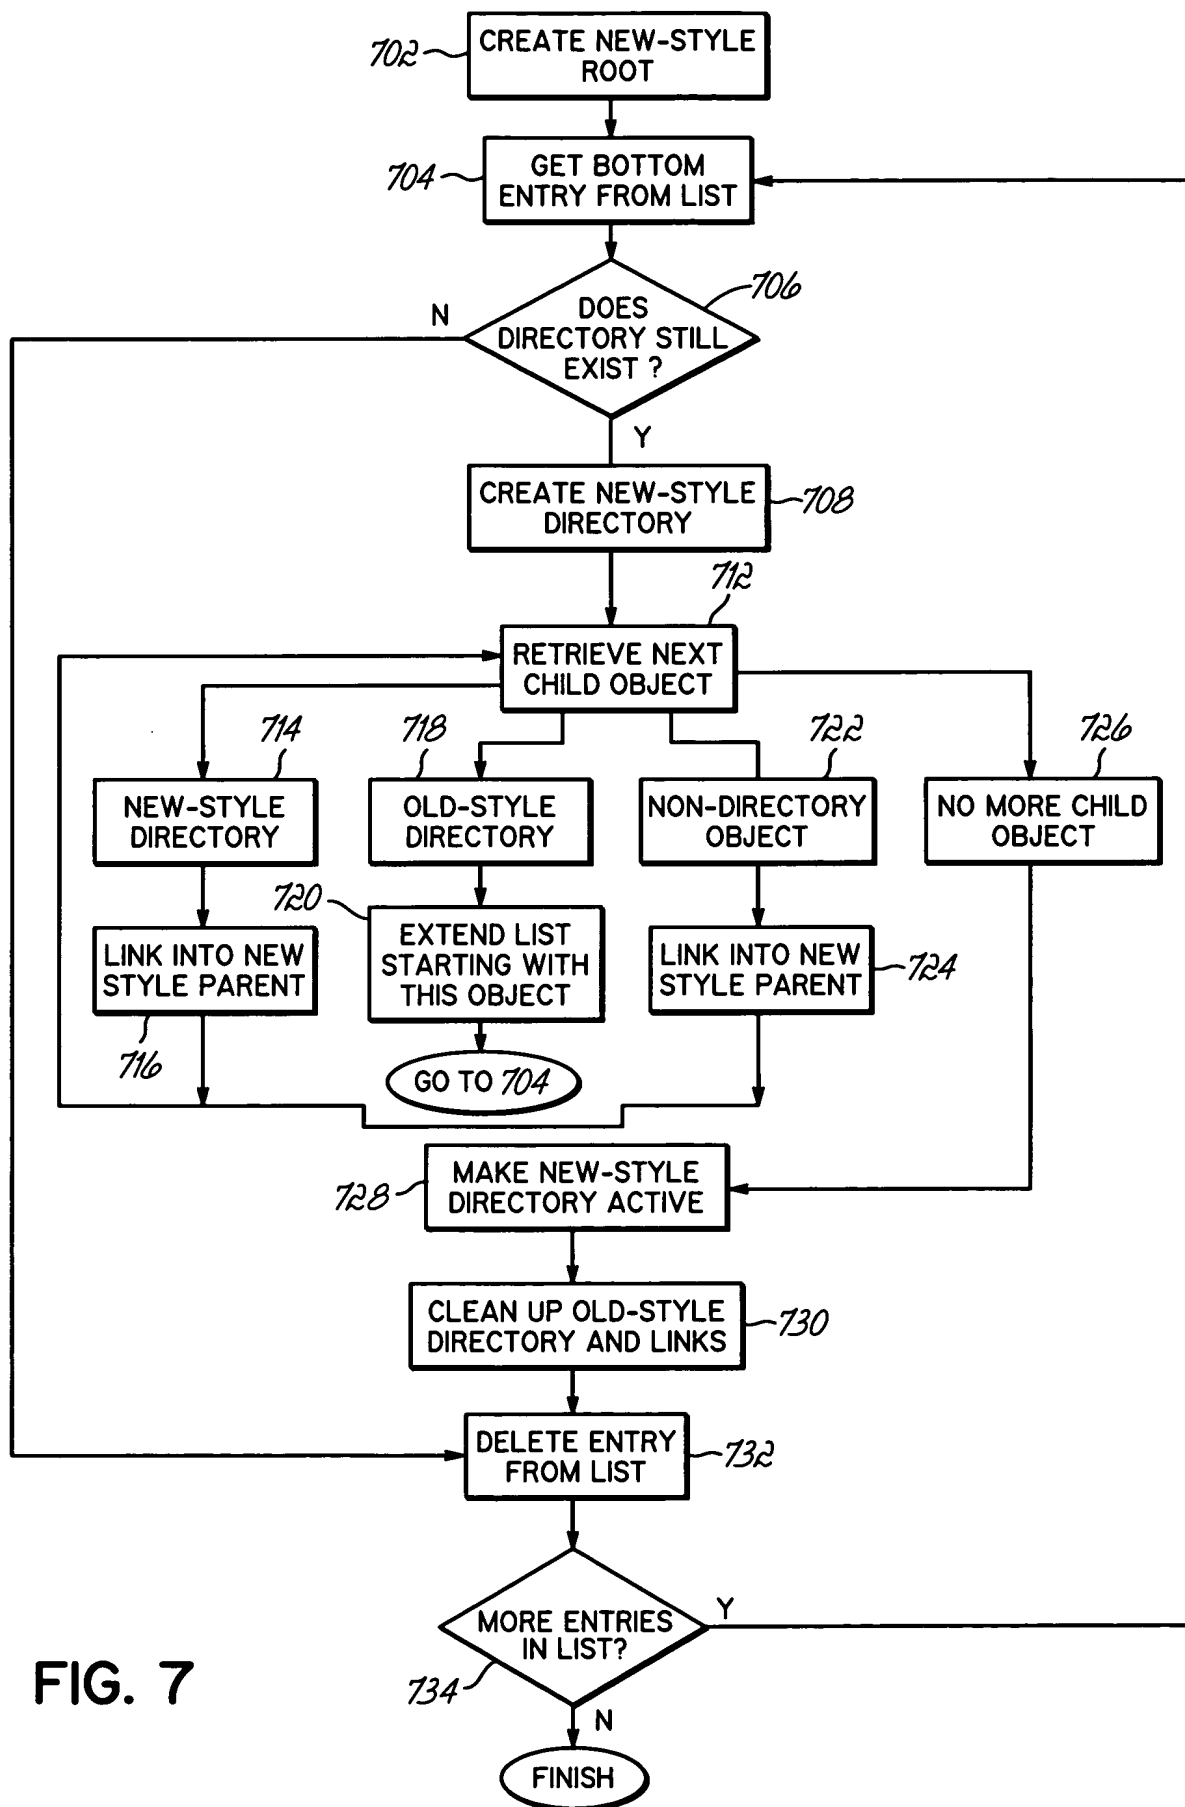 CREATE NEW-STYLE
ROOT
702
GET BOTTOM
ENTRY FROM LIST
704
DOES
DIRECTORY STILL
EXIST ?
706
N
Y
CREATE NEW-STYLE
DIRECTORY
708
712
RETRIEVE NEXT
CHILD OBJECT
714
718
722
726
NEW-STYLE
DIRECTORY
OLD-STYLE
DIRECTORY
NON-DIRECTORY
OBJECT
NO MORE CHILD
OBJECT
720
LINK INTO NEW
STYLE PARENT
716
EXTEND LIST
STARTING WITH
THIS OBJECT
LINK INTO NEW
STYLE PARENT
724
GO TO 704
MAKE NEW-STYLE
DIRECTORY ACTIVE
728
CLEAN UP OLD-STYLE
DIRECTORY AND LINKS
730
DELETE ENTRY
FROM LIST
732
MORE ENTRIES
IN LIST?
Y
734
N
FINISH
FIG. 7